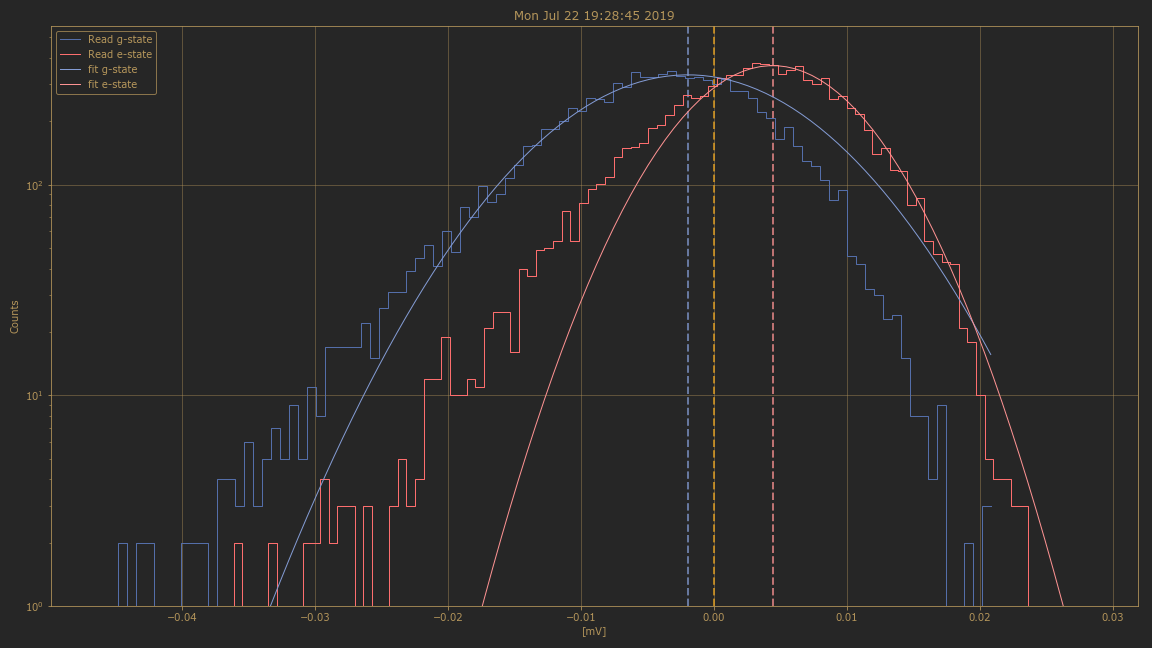 Mon Jul 22 19:28:45 2019
Read g-state
Read e-state
fit g-state
fit e-state
Counts
10²
10¹
10⁰
−0.04 −0.03 −0.02 −0.01 0.00 0.01 0.02 0.03
[mV]